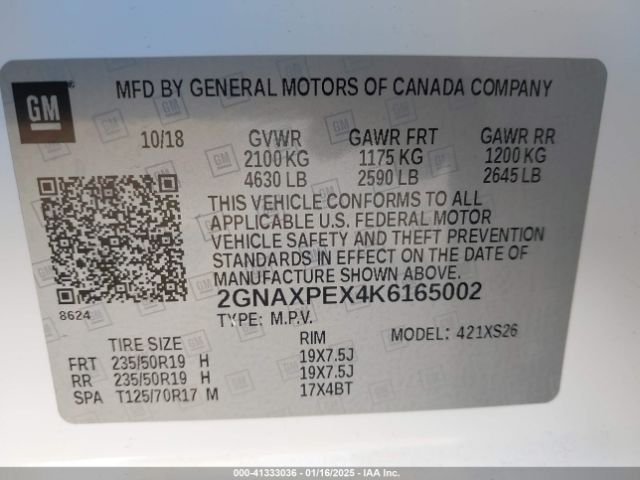 GM
MFD BY GENERAL MOTORS OF CANADA COMPANY
10/18 GVWR GAWR FRT GAWR RR
2100 KG 1175 KG 1200 KG
4630 LB 2590 LB 2645 LB
THIS VEHICLE CONFORMS TO ALL
APPLICABLE U.S. FEDERAL MOTOR
VEHICLE SAFETY AND THEFT PREVENTION
STANDARDS IN EFFECT ON THE DATE OF
MANUFACTURE SHOWN ABOVE.
8624 2GNAXPEX4K6165002
TYPE: M.P.V. MODEL: 421XS26
TIRE SIZE RIM
FRT 235/50R19 H 19X7.5J
RR 235/50R19 H 19X7.5J
SPA T125/70R17 M 17X4BT
000-41333036 - 01/16/2025 - IAA Inc.